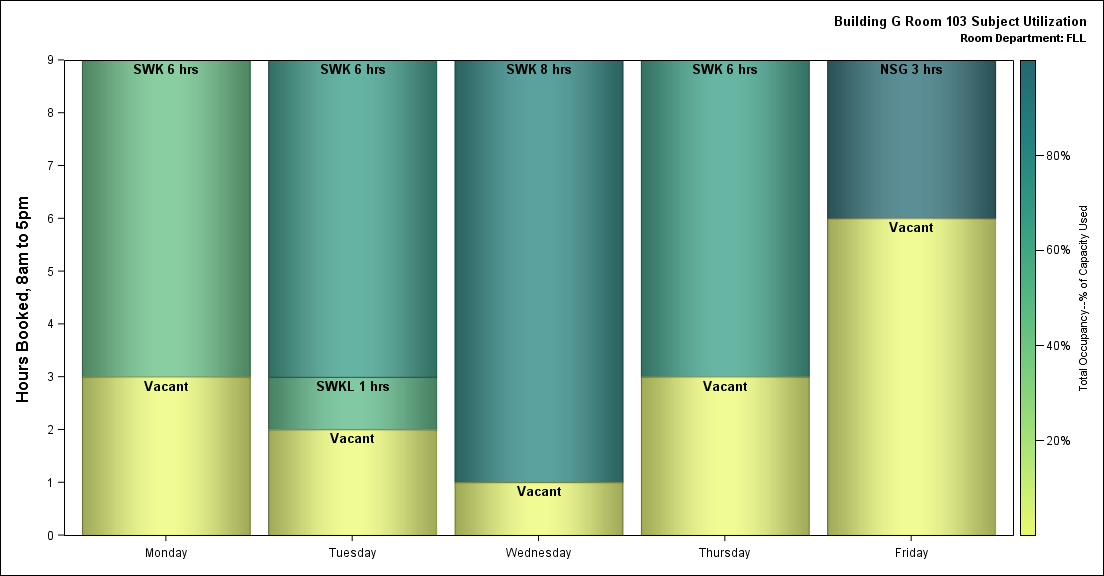 Building G Room 103 Subject Utilization
Room Department: FLL
Hours Booked, 8am to 5pm
9
8
7
6
5
4
3
2
1
0
SWK 6 hrs
Vacant
SWK 6 hrs
SWKL 1 hrs
Vacant
SWK 8 hrs
Vacant
SWK 6 hrs
Vacant
NSG 3 hrs
Vacant
Monday
Tuesday
Wednesday
Thursday
Friday
80%
60%
40%
20%
Total Occupancy--% of Capacity Used